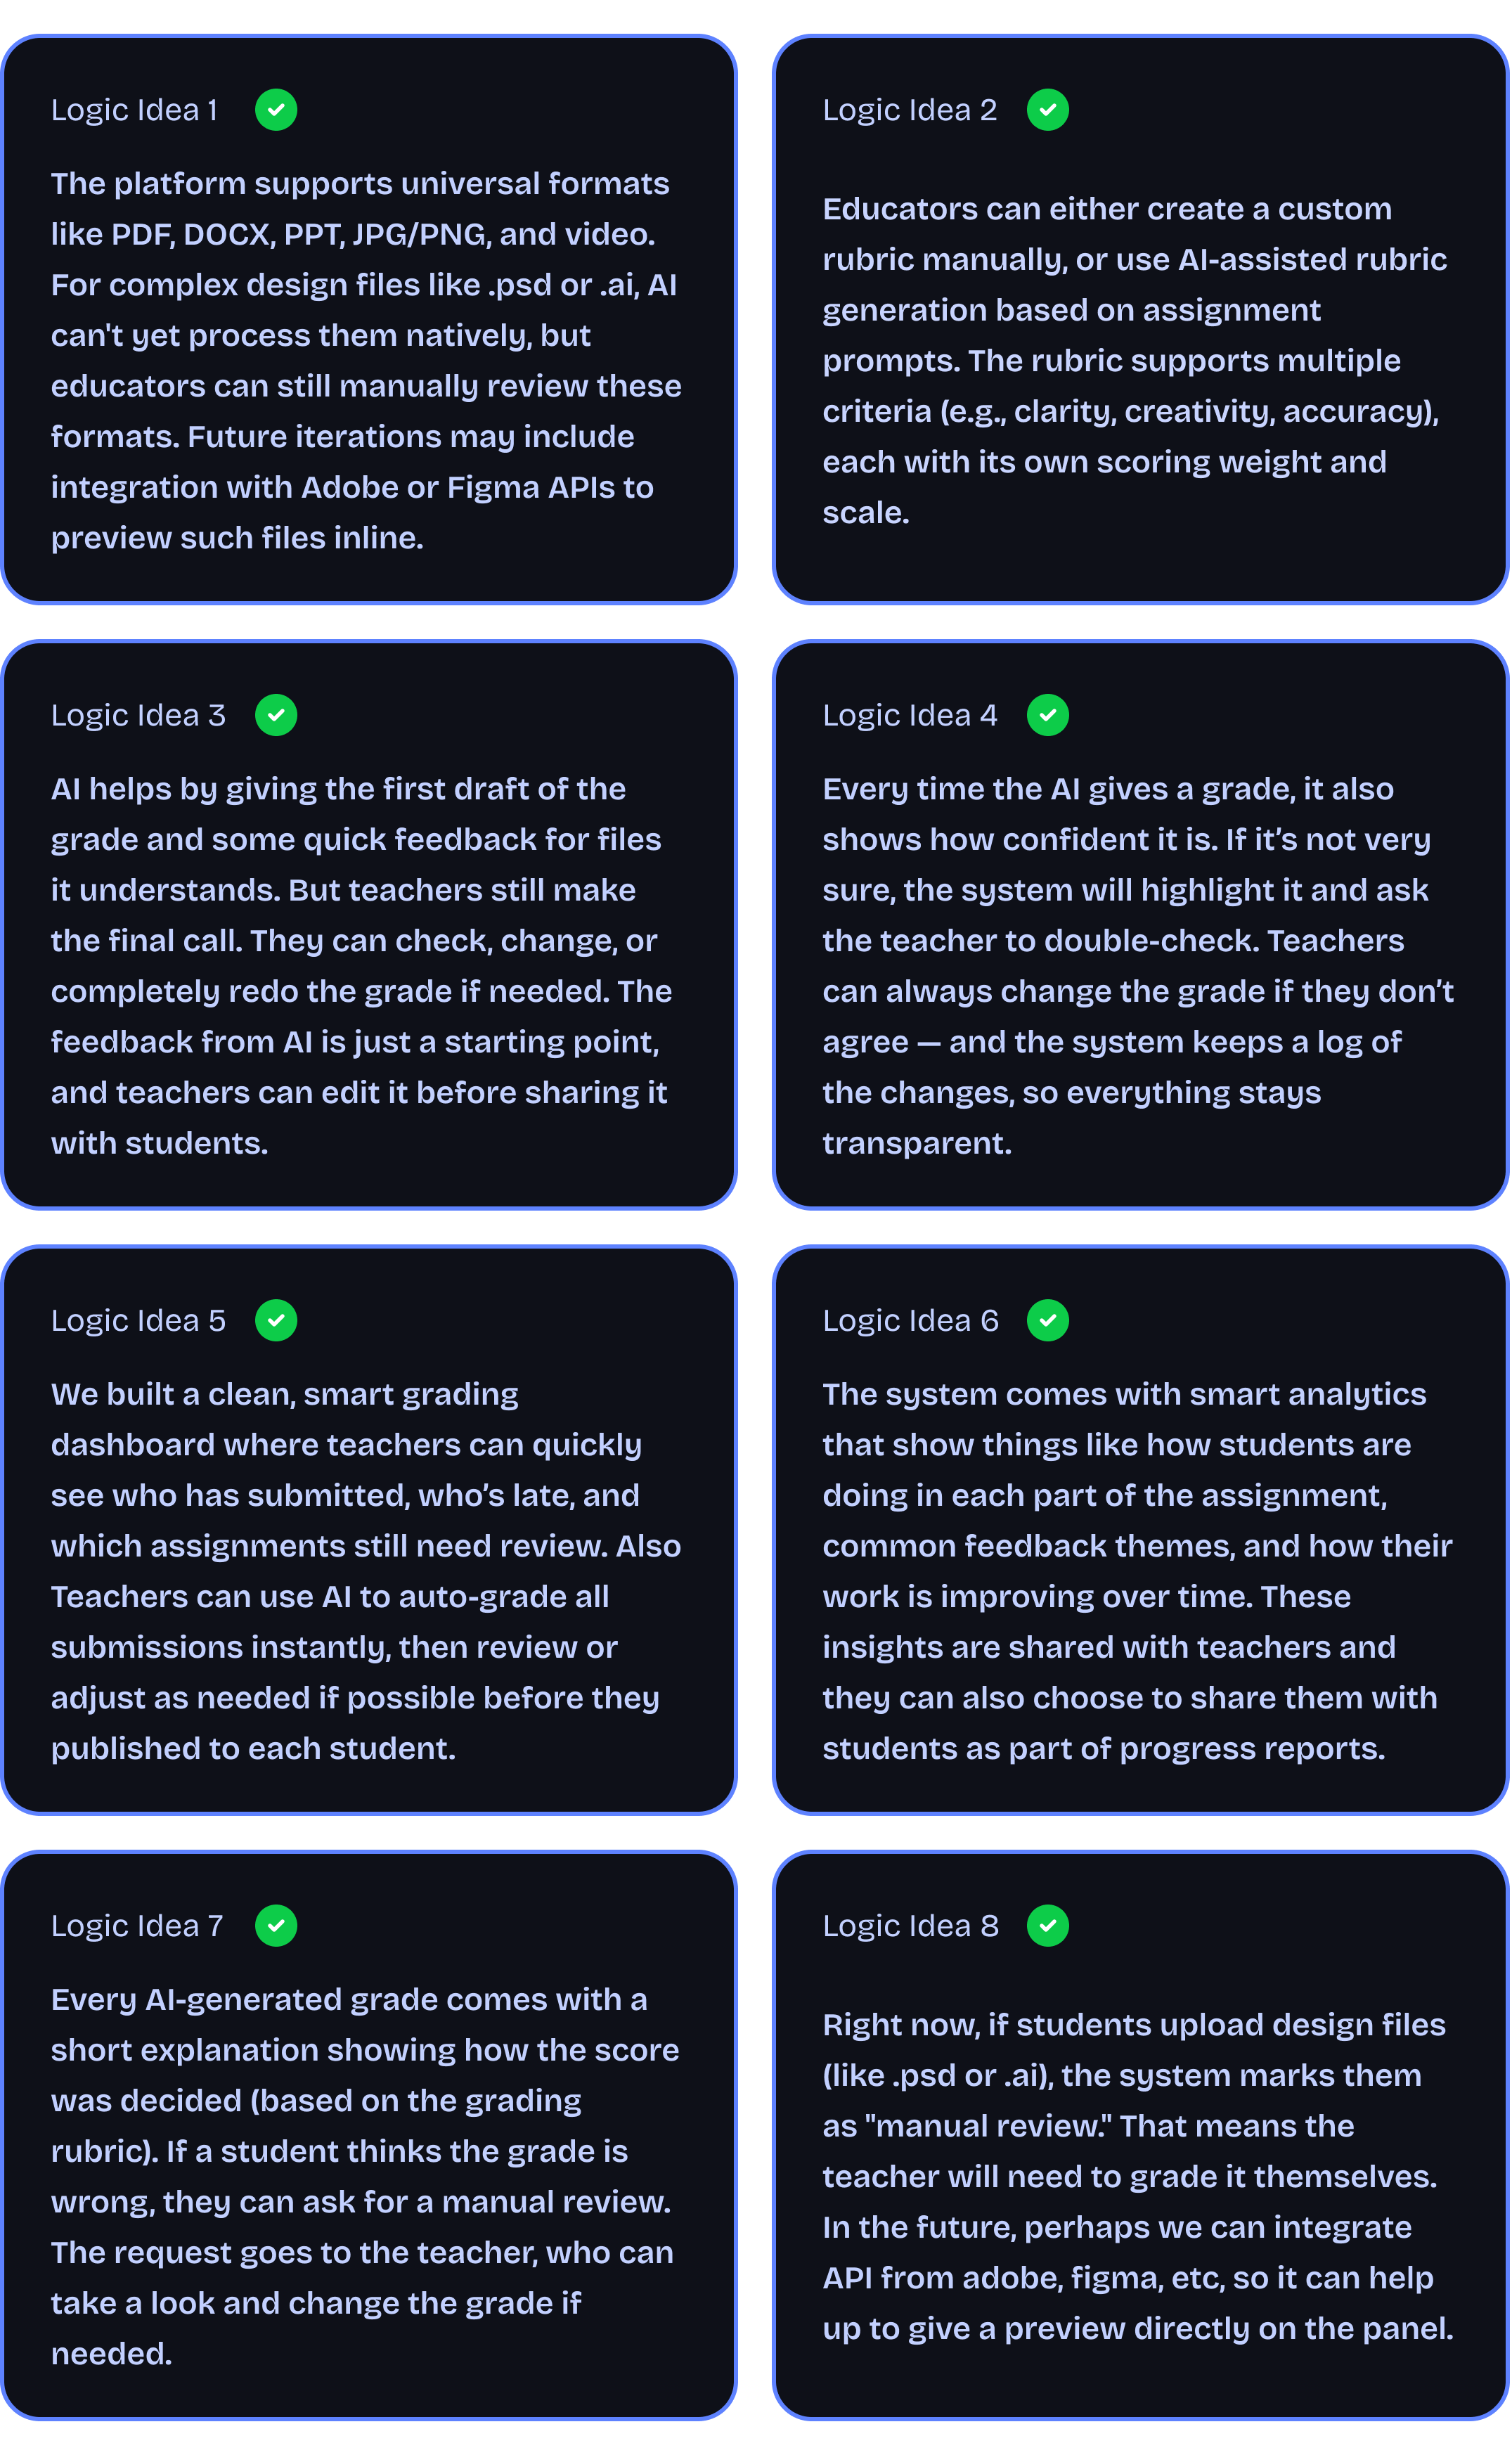 Logic Idea 1
The platform supports universal formats
like PDF, DOCX, PPT, JPG/PNG, and video.
For complex design files like .psd or .ai, AI
can't yet process them natively, but
educators can still manually review these
formats. Future iterations may include
integration with Adobe or Figma APIs to
preview such files inline.
Logic Idea 2
Educators can either create a custom
rubric manually, or use AI-assisted rubric
generation based on assignment
prompts. The rubric supports multiple
criteria (e.g., clarity, creativity, accuracy),
each with its own scoring weight and
scale.
Logic Idea 3
AI helps by giving the first draft of the
grade and some quick feedback for files
it understands. But teachers still make
the final call. They can check, change, or
completely redo the grade if needed. The
feedback from AI is just a starting point,
and teachers can edit it before sharing it
with students.
Logic Idea 4
Every time the AI gives a grade, it also
shows how confident it is. If it’s not very
sure, the system will highlight it and ask
the teacher to double-check. Teachers
can always change the grade if they don’t
agree — and the system keeps a log of
the changes, so everything stays
transparent.
Logic Idea 5
We built a clean, smart grading
dashboard where teachers can quickly
see who has submitted, who’s late, and
which assignments still need review. Also
Teachers can use AI to auto-grade all
submissions instantly, then review or
adjust as needed if possible before they
published to each student.
Logic Idea 6
The system comes with smart analytics
that show things like how students are
doing in each part of the assignment,
common feedback themes, and how their
work is improving over time. These
insights are shared with teachers and
they can also choose to share them with
students as part of progress reports.
Logic Idea 7
Every AI-generated grade comes with a
short explanation showing how the score
was decided (based on the grading
rubric). If a student thinks the grade is
wrong, they can ask for a manual review.
The request goes to the teacher, who can
take a look and change the grade if
needed.
Logic Idea 8
Right now, if students upload design files
(like .psd or .ai), the system marks them
as "manual review." That means the
teacher will need to grade it themselves.
In the future, perhaps we can integrate
API from adobe, figma, etc, so it can help
up to give a preview directly on the panel.